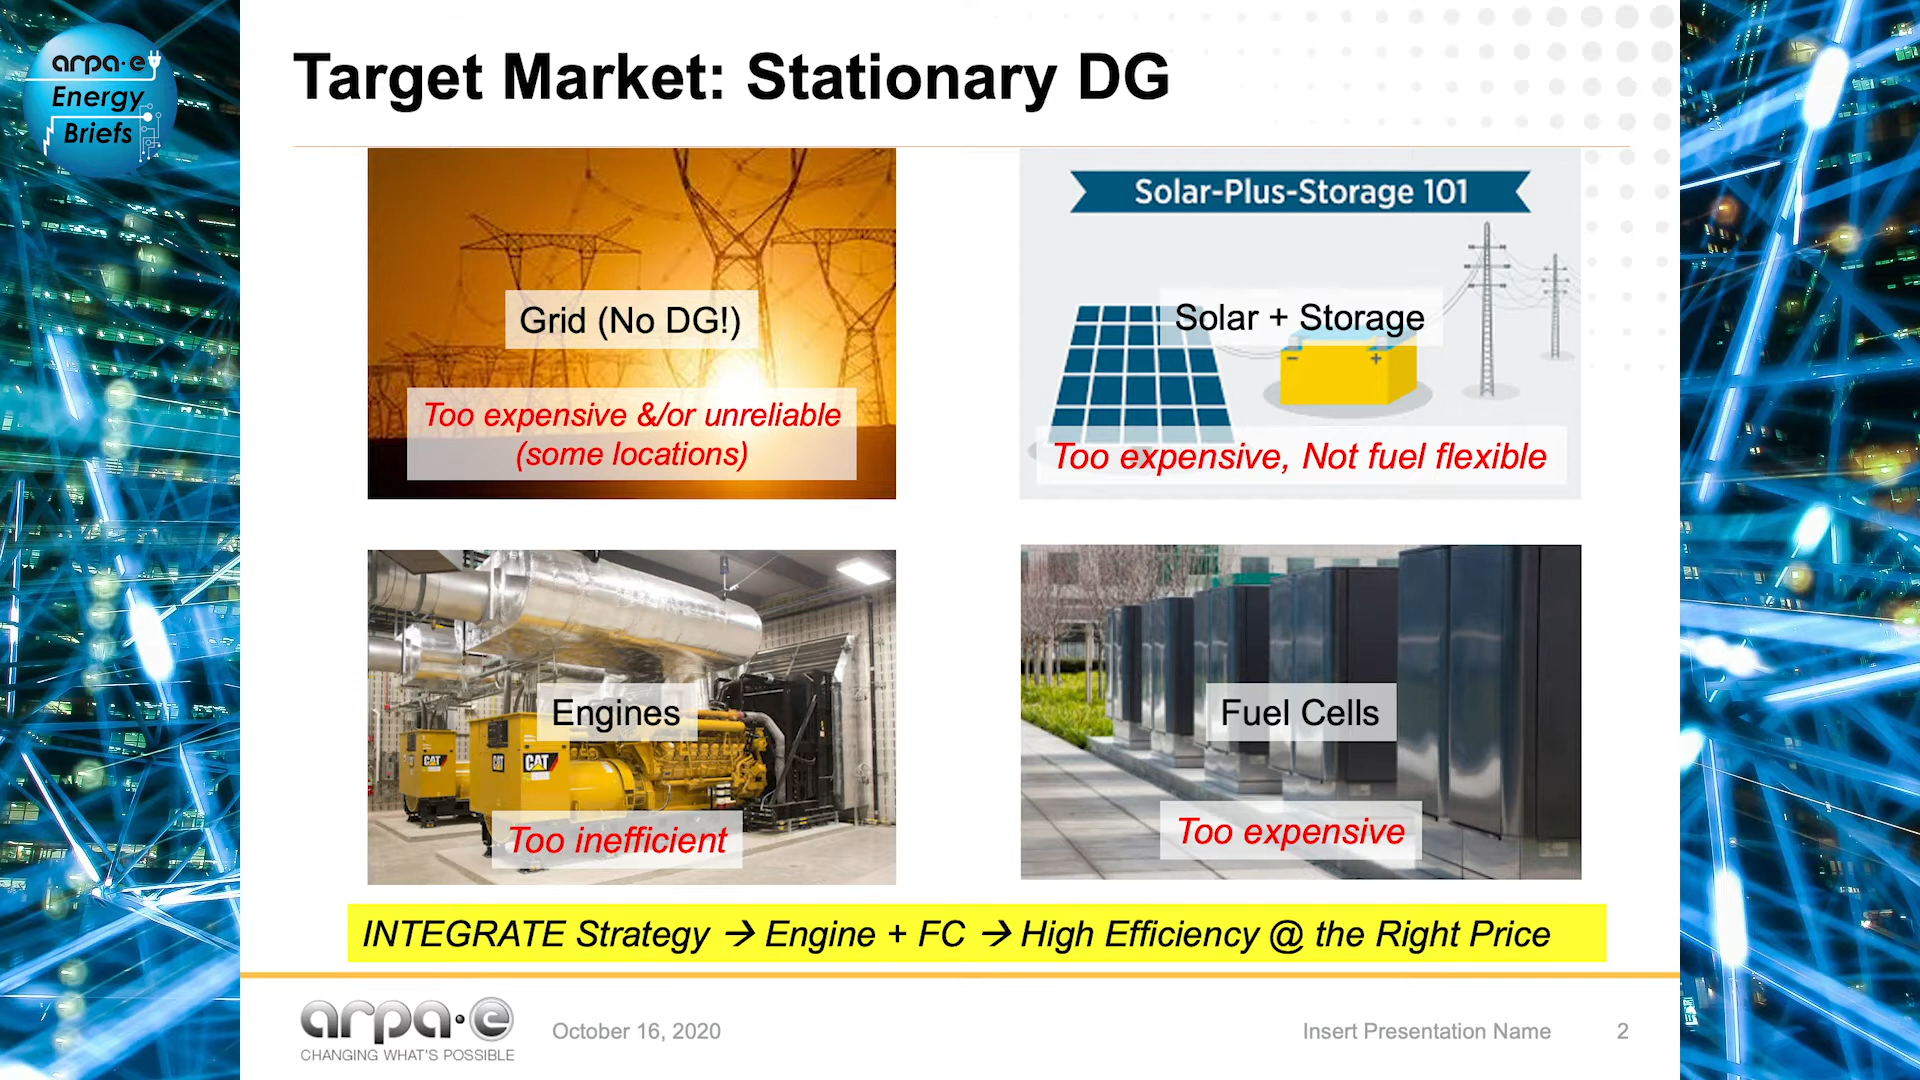 arpa·e
Energy
Briefs
Target Market: Stationary DG
Grid (No DG!)
Too expensive &/or unreliable
(some locations)
Solar-Plus-Storage 101
Solar + Storage
Too expensive, Not fuel flexible
Engines
CAT
CAT
CAT
Too inefficient
Fuel Cells
Too expensive
INTEGRATE Strategy → Engine + FC → High Efficiency @ the Right Price
arpa·e
CHANGING WHAT'S POSSIBLE
October 16, 2020
Insert Presentation Name
2